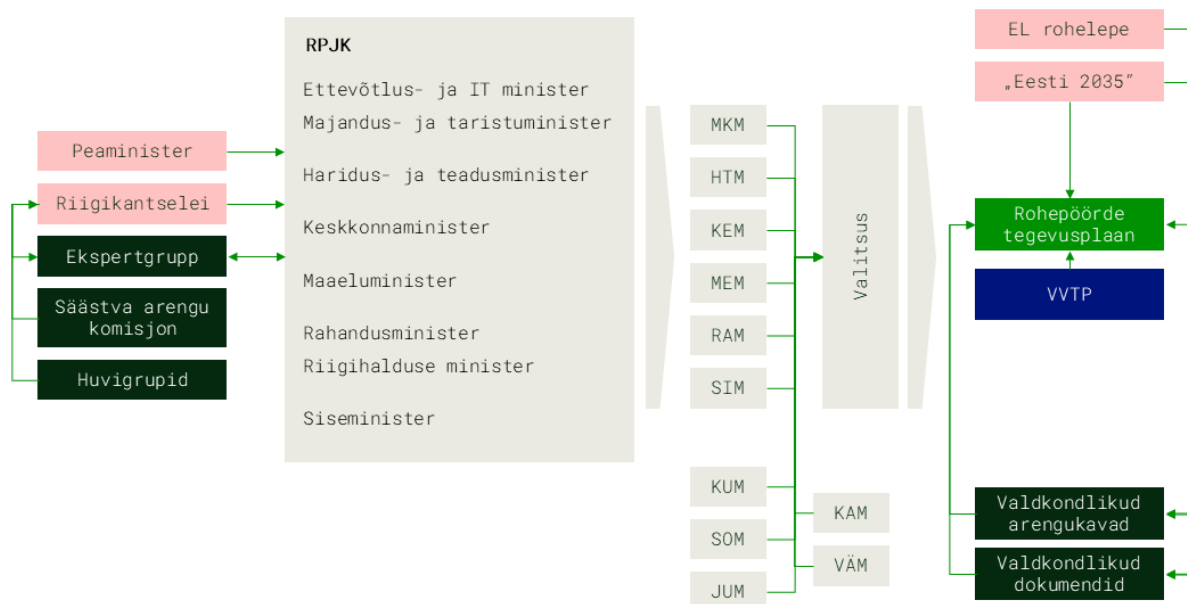 Peaminister
Riigikantselei
Ekspertgrupp
Säästva arengu
komisjon
Huvigrupid
RPJK
Ettevõtlus- ja IT minister
Majandus- ja taristuminister
Haridus- ja teadusminister
Keskkonnaminister
Maaeluminister
Rahandusminister
Riigihalduse minister
Siseminister
MKM
HTM
KEM
MEM
RAM
SIM
KUM
SOM
JUM
KAM
VÄM
Valitsus
EL rohelepe
„Eesti 2035“
Rohepöörde
tegevusplaan
VVTP
Valdkondlikud
arengukavad
Valdkondlikud
dokumendid